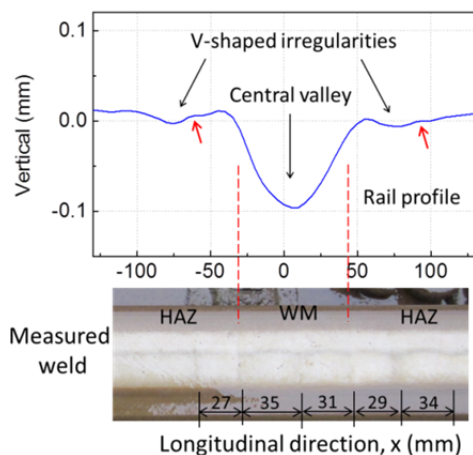 0.1
V-shaped irregularities
Central valley
0.0
Vertical (mm)
Rail profile
-0.1
-100 -50 0 50 100
HAZ WM HAZ
Measured
weld
27 35 31 29 34
Longitudinal direction, x (mm)